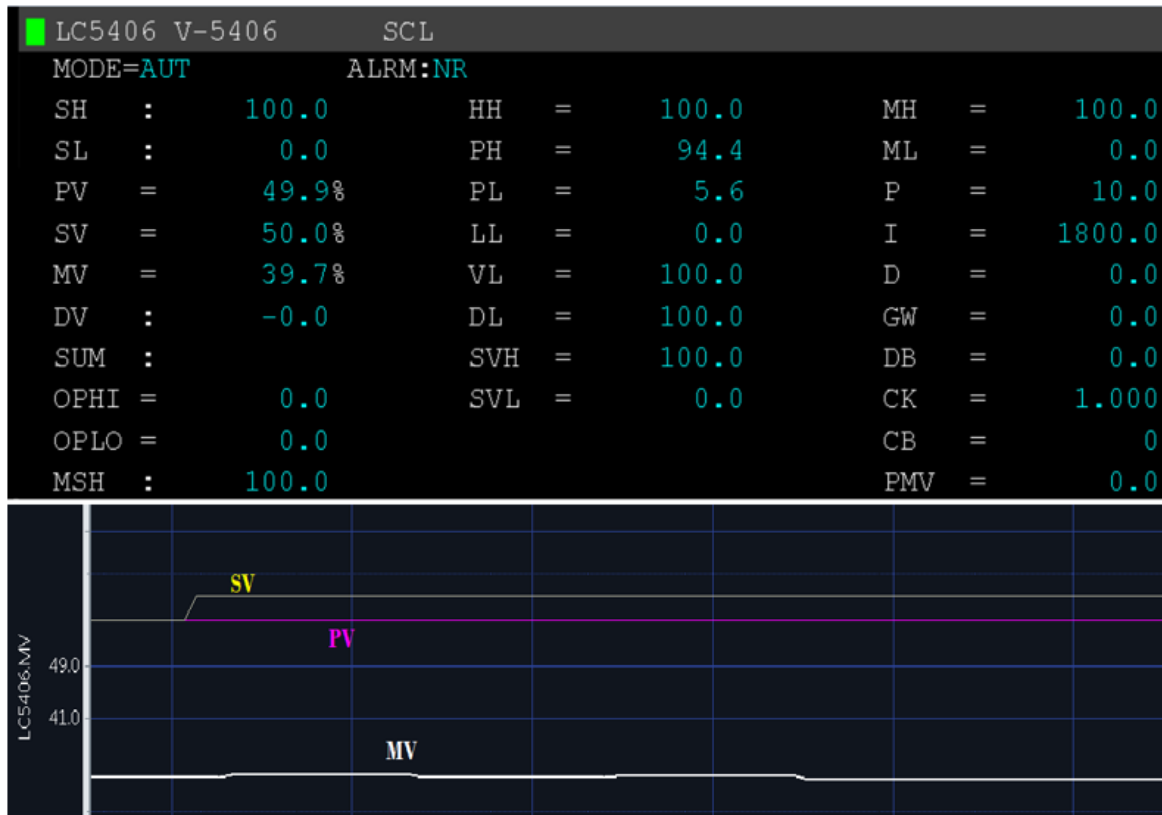 LC5406 V-5406 SCL
MODE=AUT ALRM:NR
SH : 100.0 HH = 100.0 MH = 100.0
SL : 0.0 PH = 94.4 ML = 0.0
PV = 49.9% PL = 5.6 P = 10.0
SV = 50.0% LL = 0.0 I = 1800.0
MV = 39.7% VL = 100.0 D = 0.0
DV : -0.0 DL = 100.0 GW = 0.0
SUM : SVH = 100.0 DB = 0.0
OPHI = 0.0 SVL = 0.0 CK = 1.000
OPLO = 0.0 CB = 0
MSH : 100.0 PMV = 0.0
SV
PV
LC5406.MV
49.0
41.0
MV